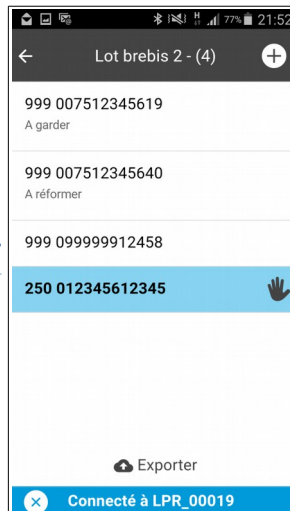 77% 21:52
Lot brebis 2 - (4)
999 007512345619
A garder
999 007512345640
A réformer
999 099999912458
250 012345612345
Exporter
Connecté à LPR_00019